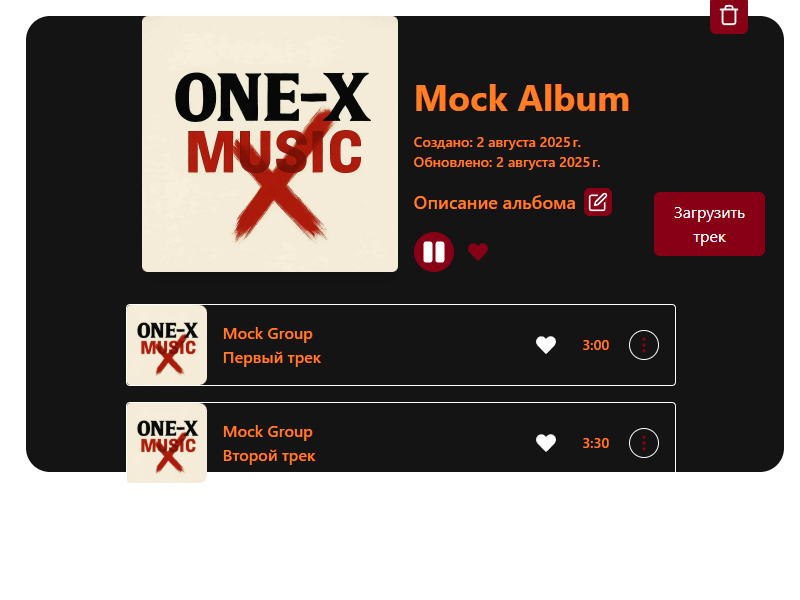 ONE-X
MUSIC
Mock Album
Создано: 2 августа 2025 г.
Обновлено: 2 августа 2025 г.
Описание альбома
Загрузить
трек
ONE-X
MUSIC
Mock Group
Первый трек
3:00
ONE-X
MUSIC
Mock Group
Второй трек
3:30